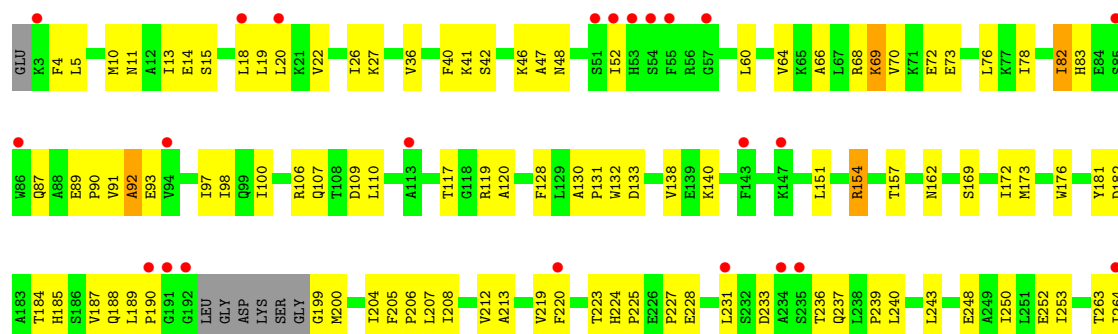 GLU K3 F4 L5 M10 N11 A12 I13 E14 S15 L18 L19 L20 K21 V22 I26 K27 V36 F40 K41 S42 K46 A47 N48 S51 I52 H53 S54 F55 R56 G57 L60 V64 K65 A66 L67 R68 K69 V70 K71 E72 E73 L76 K77 I78 I82 H83 E84 S85
W86 Q87 A88 E89 P90 V91 A92 E93 V94 I97 I98 Q99 I100 R106 Q107 T108 D109 L110 A113 T117 G118 R119 A120 F128 L129 A130 P131 W132 D133 V138 E139 K140 F143 K147 L151 R154 T157 N162 S169 I172 M173 W176 Y181
A183 T184 H185 S186 V187 Q188 L189 P190 G191 G192 LEU GLY ASP LYS SER GLY G199 M200 I204 F205 P206 L207 I208 V212 A213 V219 F220 T223 H224 P225 E226 P227 E228 L231 S232 D233 A234 S235 T236 Q237 L238 P239 L240 L243 E248 A249 I250 L251 E252 I253 T263